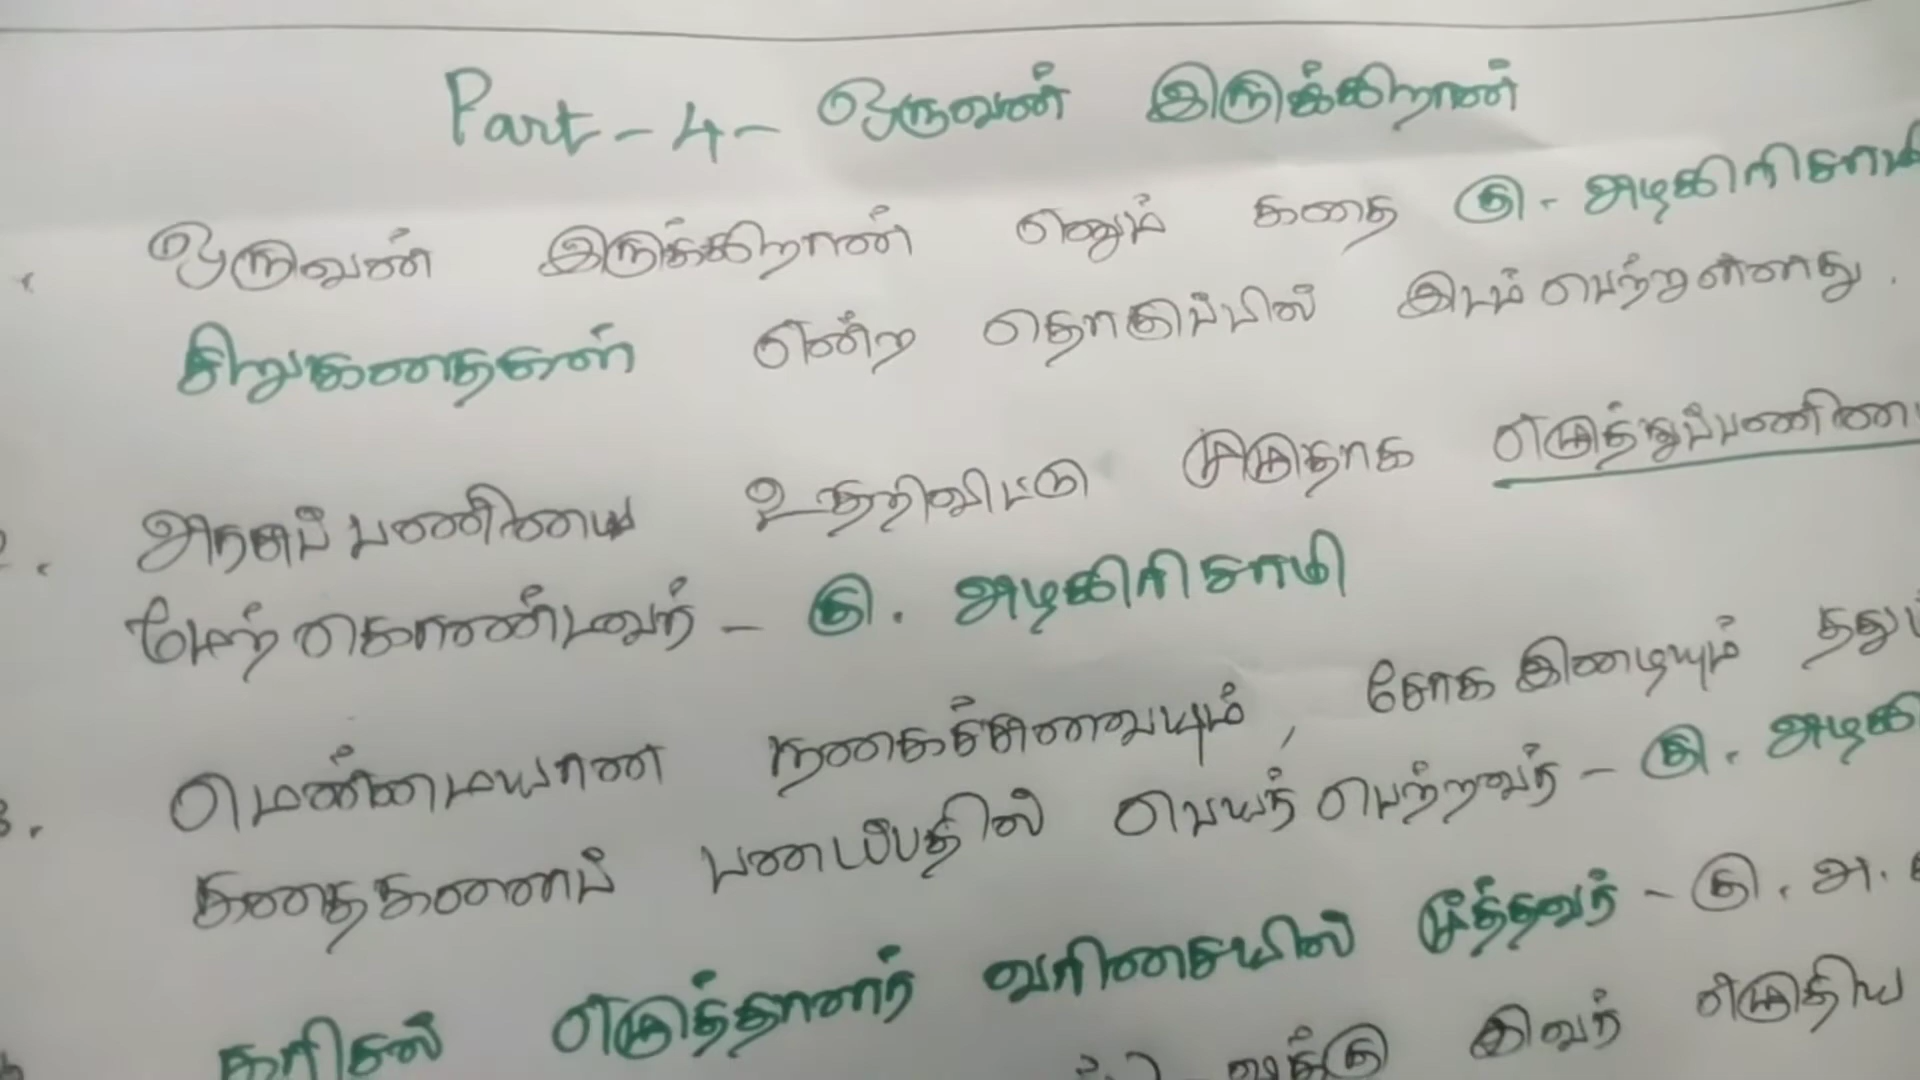 Part - 4 - ஒருவன் இருக்கிறான்
ஒருவன் இருக்கிறான் எனும் கதை கு. அழகிரிசாமி
சிறுகதைகள் என்ற தொகுப்பில் இடம் பெற்றுள்ளது.
2. அரசுப் பணியை உதறிவிட்டு முழுதாக எழுத்துப்பணியை
மேற் கொண்டவர் - கு. அழகிரிசாமி
3. மென்மையான நகைச்சுவையும், சோக இழையும்
கதைகளைப் படைப்பதில் பெயர் பெற்றவர் - கு. அழகி
கரிசல் எழுத்தாளர் வரிசையில் மூத்தவர் - கு. அ.
இவர் எழுதிய